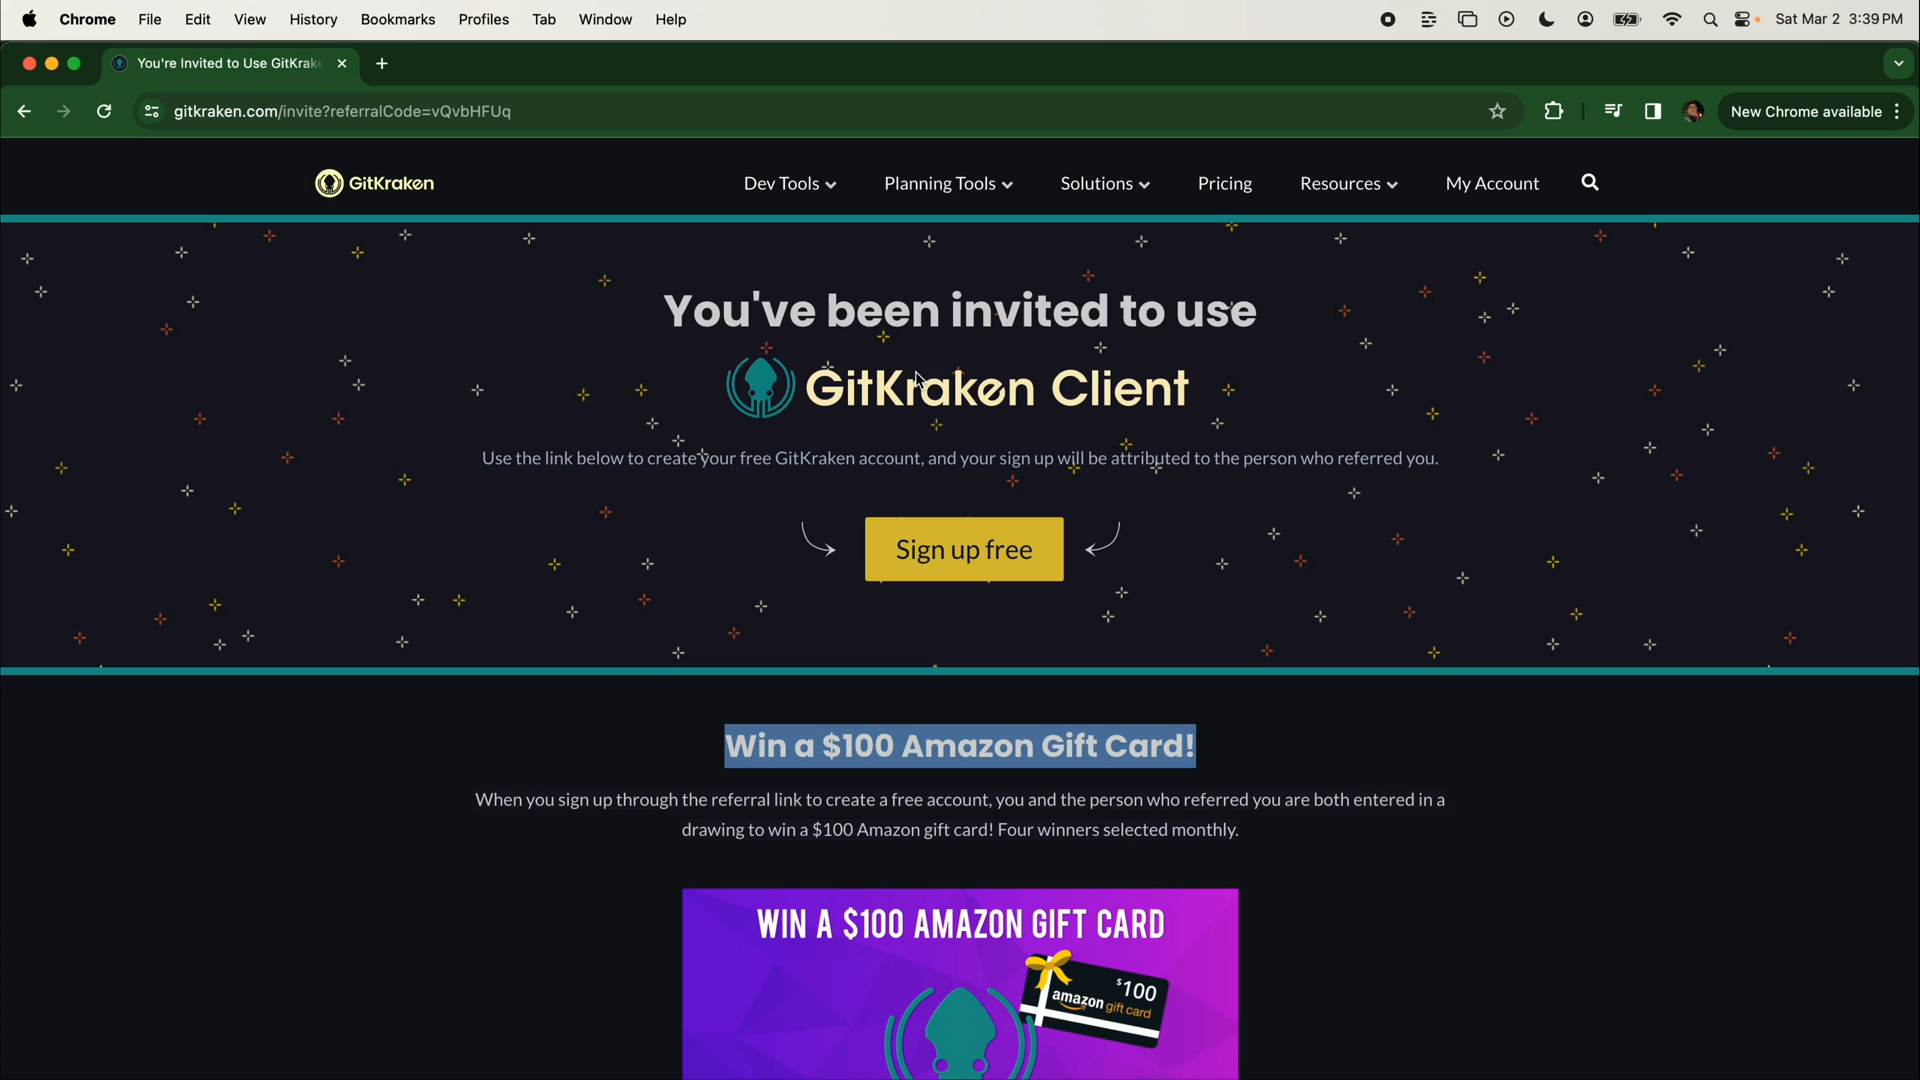 Chrome File Edit View History Bookmarks Profiles Tab Window Help Sat Mar 2 3:39 PM
You're Invited to Use GitKrake
gitkraken.com/invite?referralCode=vQvbHFUq New Chrome available
GitKraken Dev Tools Planning Tools Solutions Pricing Resources My Account
You've been invited to use
GitKraken Client
Use the link below to create your free GitKraken account, and your sign up will be attributed to the person who referred you.
Sign up free
Win a $100 Amazon Gift Card!
When you sign up through the referral link to create a free account, you and the person who referred you are both entered in a
drawing to win a $100 Amazon gift card! Four winners selected monthly.
WIN A $100 AMAZON GIFT CARD
$100
amazon gift card